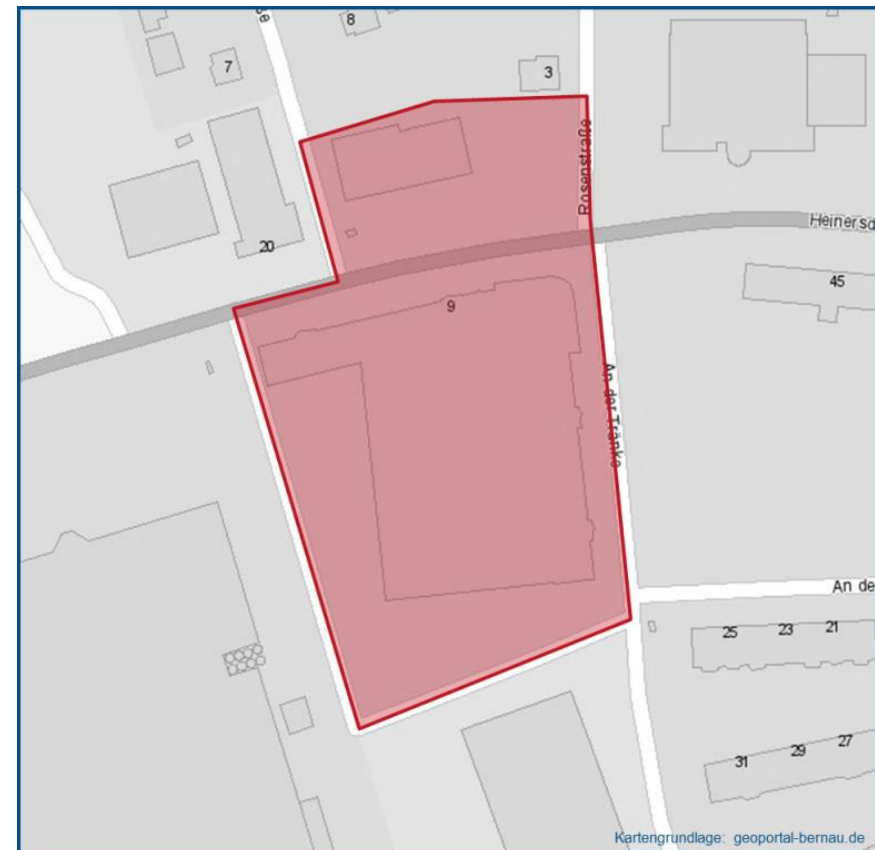 8
7
3
Rosenstraße
Heinersd
20
45
9
An der Tränke
An de
25 23 21
31 29 27
Kartengrundlage: geoportal-bernau.de